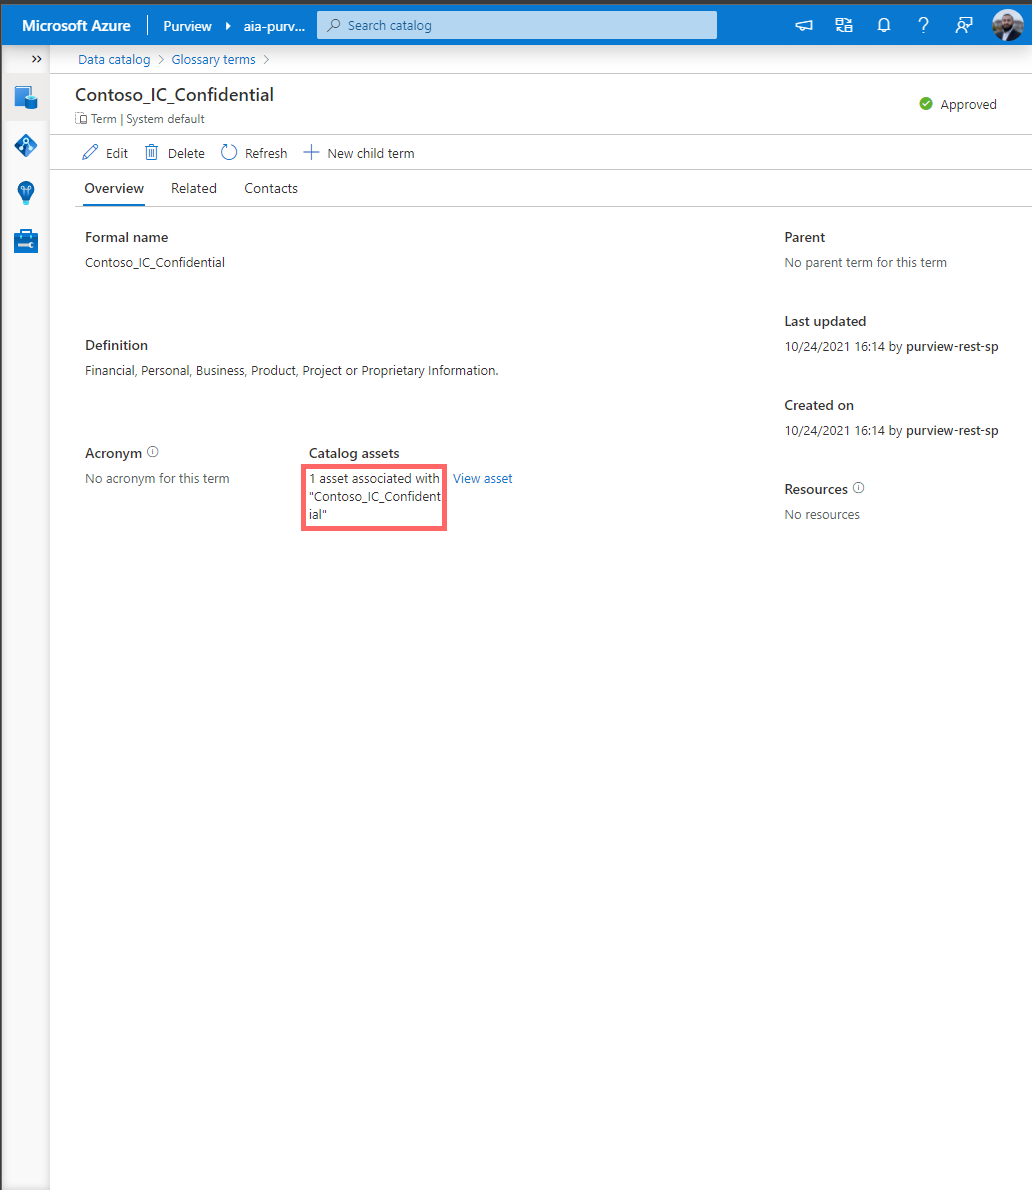 Microsoft Azure
Purview
aia-purv...
Search catalog
Data catalog
Glossary terms
Contoso_IC_Confidential
Term | System default
Approved
Edit
Delete
Refresh
New child term
Overview
Related
Contacts
Formal name
Contoso_IC_Confidential
Parent
No parent term for this term
Last updated
10/24/2021 16:14 by purview-rest-sp
Definition
Financial, Personal, Business, Product, Project or Proprietary Information.
Created on
10/24/2021 16:14 by purview-rest-sp
Acronym
No acronym for this term
Catalog assets
1 asset associated with
"Contoso_IC_Confident
ial"
View asset
Resources
No resources